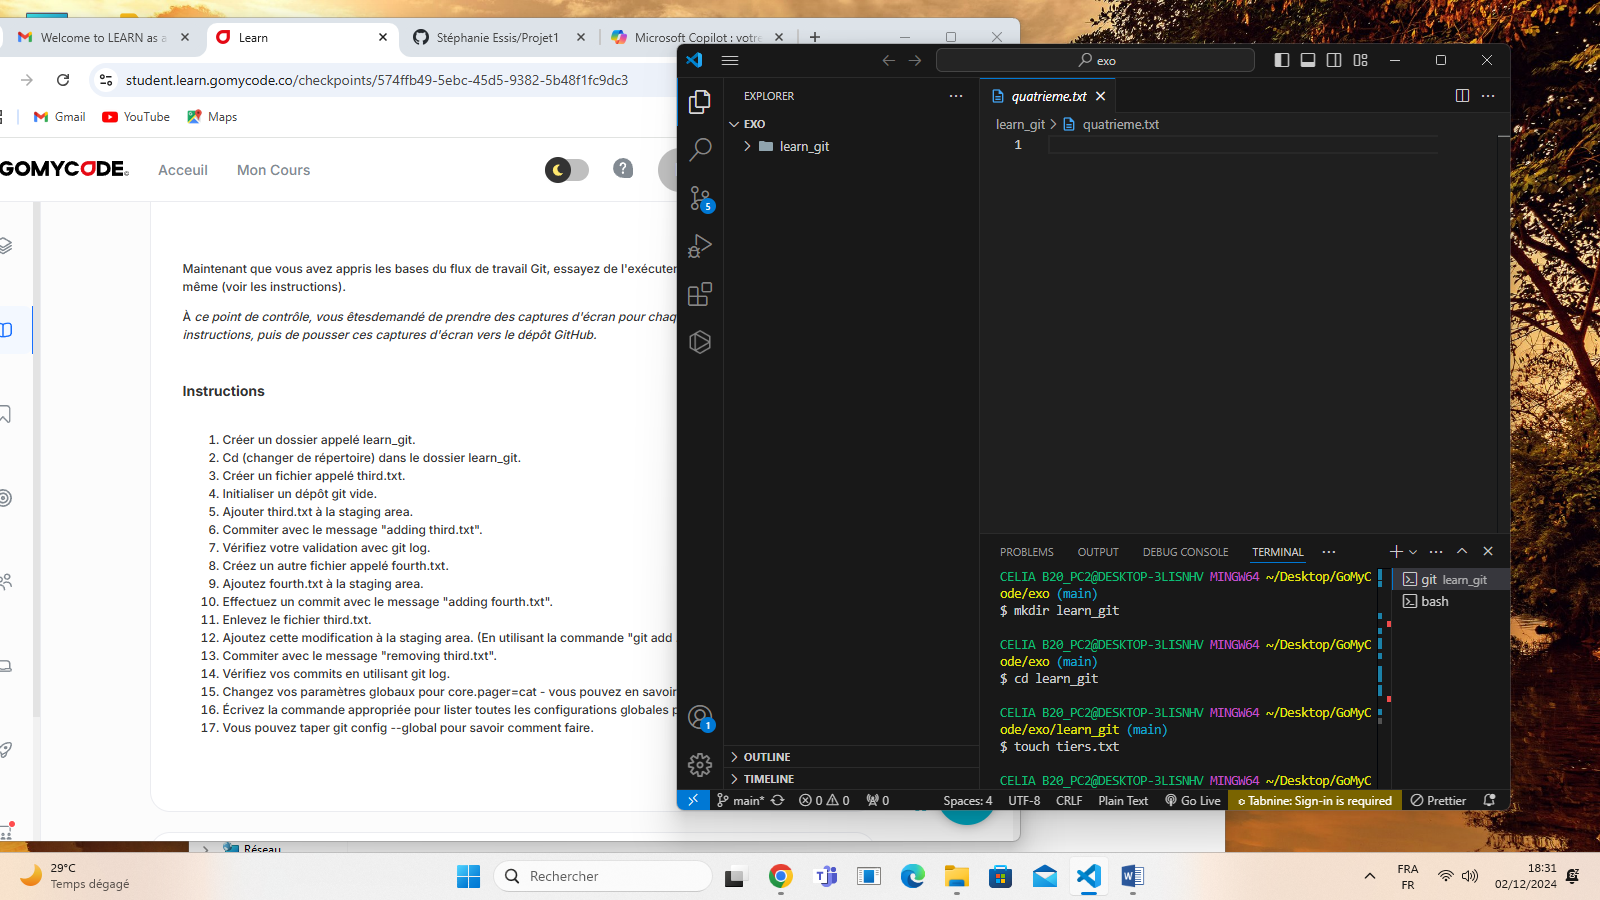 Welcome to LEARN as a
Learn
Stéphanie Essis/Projet1
Microsoft Copilot : votre
student.learn.gomycode.co/checkpoints/574ffb49-5ebc-45d5-9382-5b48f1fc9dc3
Gmail
YouTube
Maps
GOMYCODE
Acceuil
Mon Cours
Maintenant que vous avez appris les bases du flux de travail Git, essayez de l'exécuter
même (voir les instructions).
À ce point de contrôle, vous êtesdemandé de prendre des captures d'écran pour chaq
instructions, puis de pousser ces captures d'écran vers le dépôt GitHub.
Instructions
1. Créer un dossier appelé learn_git.
2. Cd (changer de répertoire) dans le dossier learn_git.
3. Créer un fichier appelé third.txt.
4. Initialiser un dépôt git vide.
5. Ajouter third.txt à la staging area.
6. Commiter avec le message "adding third.txt".
7. Vérifiez votre validation avec git log.
8. Créez un autre fichier appelé fourth.txt.
9. Ajoutez fourth.txt à la staging area.
10. Effectuez un commit avec le message "adding fourth.txt".
11. Enlevez le fichier third.txt.
12. Ajoutez cette modification à la staging area. (En utilisant la commande "git add
13. Commiter avec le message "removing third.txt".
14. Vérifiez vos commits en utilisant git log.
15. Changez vos paramètres globaux pour core.pager=cat - vous pouvez en savoir
16. Écrivez la commande appropriée pour lister toutes les configurations globales p
17. Vous pouvez taper git config --global pour savoir comment faire.
Réseau
exo
EXPLORER
EXO
learn_git
5
1
OUTLINE
TIMELINE
quatrieme.txt
learn_git > quatrieme.txt
1
PROBLEMS
OUTPUT
DEBUG CONSOLE
TERMINAL
CELIA B20_PC2@DESKTOP-3LISNHV MINGW64 ~/Desktop/GoMyC
ode/exo (main)
$ mkdir learn_git
CELIA B20_PC2@DESKTOP-3LISNHV MINGW64 ~/Desktop/GoMyC
ode/exo (main)
$ cd learn_git
CELIA B20_PC2@DESKTOP-3LISNHV MINGW64 ~/Desktop/GoMyC
ode/exo/learn_git (main)
$ touch tiers.txt
CELIA B20_PC2@DESKTOP-3LISNHV MINGW64 ~/Desktop/GoMyC
git learn_git
bash
main*
0
0
0
Spaces: 4
UTF-8
CRLF
Plain Text
Go Live
Tabnine: Sign-in is required
Prettier
29°C
Temps dégagé
Rechercher
FRA
FR
18:31
02/12/2024